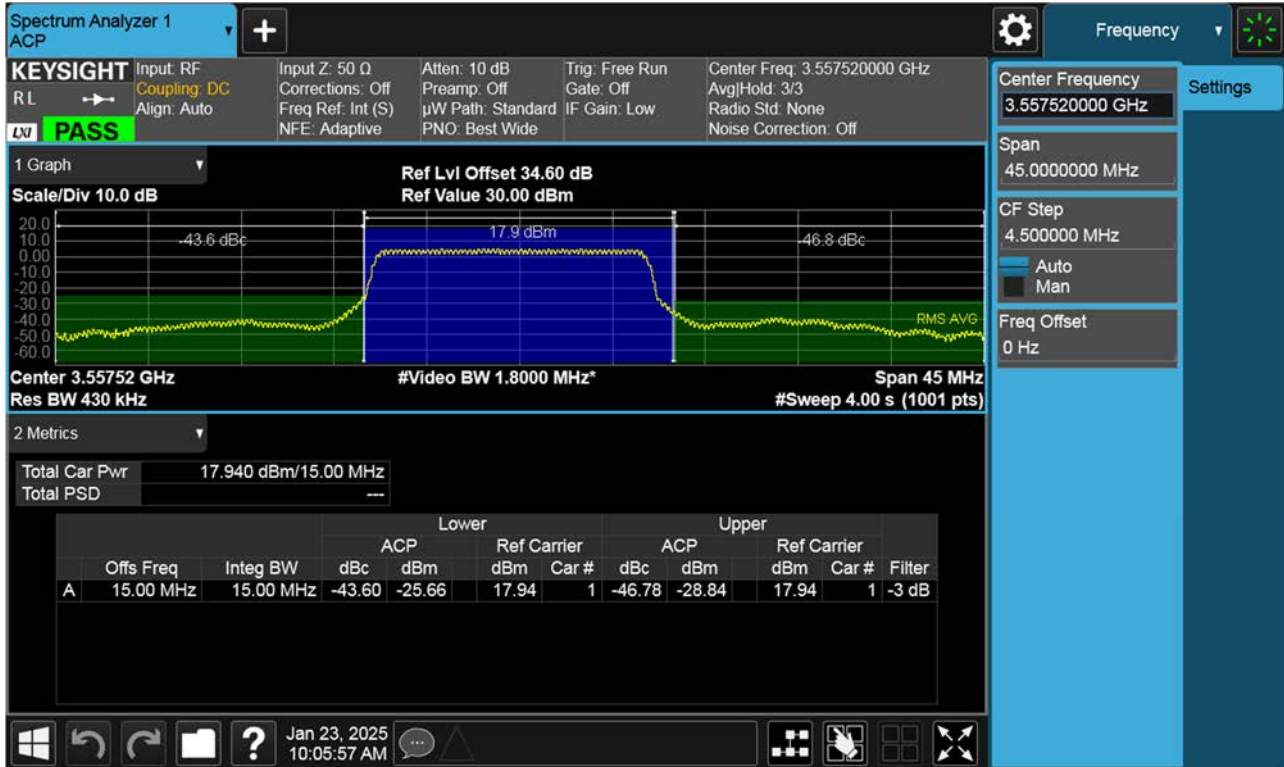 Spectrum Analyzer 1
ACP
Frequency
KEYSIGHT
RL
LXI
PASS
Input: RF
Coupling: DC
Align: Auto
Input Z: 50 Ω
Corrections: Off
Freq Ref: Int (S)
NFE: Adaptive
Atten: 10 dB
Preamp: Off
µW Path: Standard
PNO: Best Wide
Trig: Free Run
Gate: Off
IF Gain: Low
Center Freq: 3.557520000 GHz
Avg|Hold: 3/3
Radio Std: None
Noise Correction: Off
1 Graph
Scale/Div 10.0 dB
Ref Lvl Offset 34.60 dB
Ref Value 30.00 dBm
20.0
10.0
0.00
-10.0
-20.0
-30.0
-40.0
-50.0
-60.0
-43.6 dBc
17.9 dBm
-46.8 dBc
RMS AVG
Center 3.55752 GHz
#Video BW 1.8000 MHz*
Span 45 MHz
Res BW 430 kHz
#Sweep 4.00 s (1001 pts)
2 Metrics
Total Car Pwr 17.940 dBm/15.00 MHz
Total PSD ---
Lower Upper
ACP Ref Carrier ACP Ref Carrier
Offs Freq Integ BW dBc dBm dBm Car # dBc dBm dBm Car # Filter
A 15.00 MHz 15.00 MHz -43.60 -25.66 17.94 1 -46.78 -28.84 17.94 1 -3 dB
Jan 23, 2025
10:05:57 AM
Center Frequency
3.557520000 GHz
Span
45.0000000 MHz
CF Step
4.500000 MHz
Auto
Man
Freq Offset
0 Hz
Settings